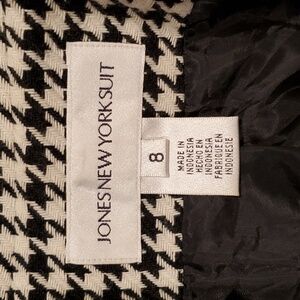 JONES NEW YORK SUIT
8
MADE IN
INDONESIA
HECHO EN
INDONESIA
FABRIQUE EN
INDONESIE